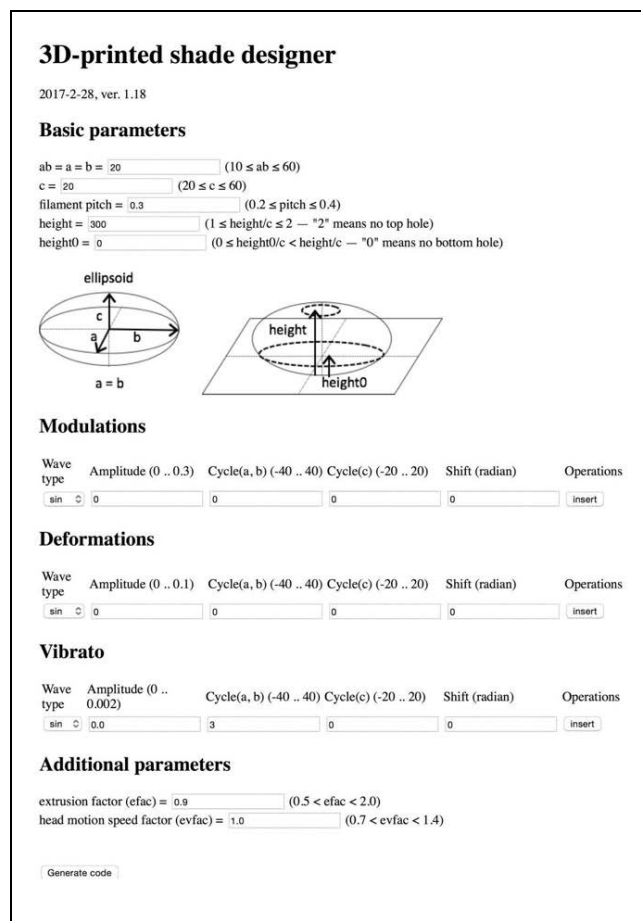 3D-printed shade designer
2017-2-28, ver. 1.18
Basic parameters
ab = a = b = 20 (10 ≤ ab ≤ 60)
c = 20 (20 ≤ c ≤ 60)
filament pitch = 0.3 (0.2 ≤ pitch ≤ 0.4)
height = 300 (1 ≤ height/c ≤ 2 — "2" means no top hole)
height0 = 0 (0 ≤ height0/c < height/c — "0" means no bottom hole)
ellipsoid
c
a
b
a = b
height
height0
Modulations
Wave type Amplitude (0 .. 0.3) Cycle(a, b) (-40 .. 40) Cycle(c) (-20 .. 20) Shift (radian) Operations
sin 0 0 0 0 insert
Deformations
Wave type Amplitude (0 .. 0.1) Cycle(a, b) (-40 .. 40) Cycle(c) (-20 .. 20) Shift (radian) Operations
sin 0 0 0 0 insert
Vibrato
Wave type Amplitude (0 .. 0.002) Cycle(a, b) (-40 .. 40) Cycle(c) (-20 .. 20) Shift (radian) Operations
sin 0.0 3 0 0 insert
Additional parameters
extrusion factor (efac) = 0.9 (0.5 < efac < 2.0)
head motion speed factor (evfac) = 1.0 (0.7 < evfac < 1.4)
Generate code